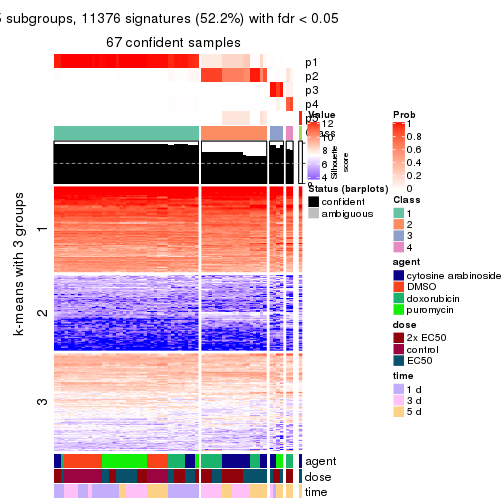 subgroups, 11376 signatures (52.2%) with fdr < 0.05
67 confident samples
p1
p2
p3
p4
Value
12
10
8
6
4
Silhouette
score
Status (barplots)
confident
ambiguous
Prob
1
0.8
0.6
0.4
0.2
0
Class
1
2
3
4
agent
cytosine arabinoside
DMSO
doxorubicin
puromycin
dose
2x EC50
control
EC50
time
1 d
3 d
5 d
k-means with 3 groups
1
2
3
agent
dose
time